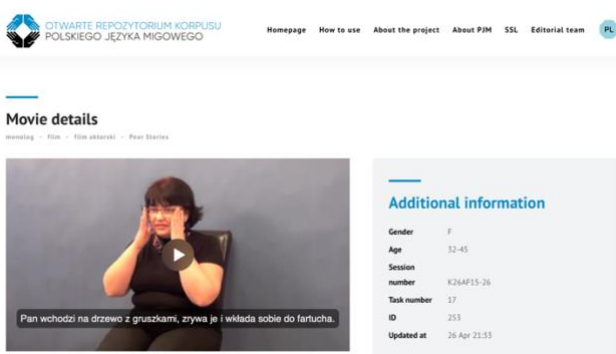 OTWARTE REPOZYTORIUM KORPUSU
POLSKIEGO JĘZYKA MIGOWEGO
Homepage How to use About the project About PJM SSL Editorial team PL
Movie details
monolog - film - film aktorski - Pear Stories
Pan wchodzi na drzewo z gruszkami, zrywa je i wkłada sobie do fartucha.
Additional information
Gender F
Age 32-45
Session
number K26AF15-26
Task number 17
ID 253
Updated at 26 Apr 21:53